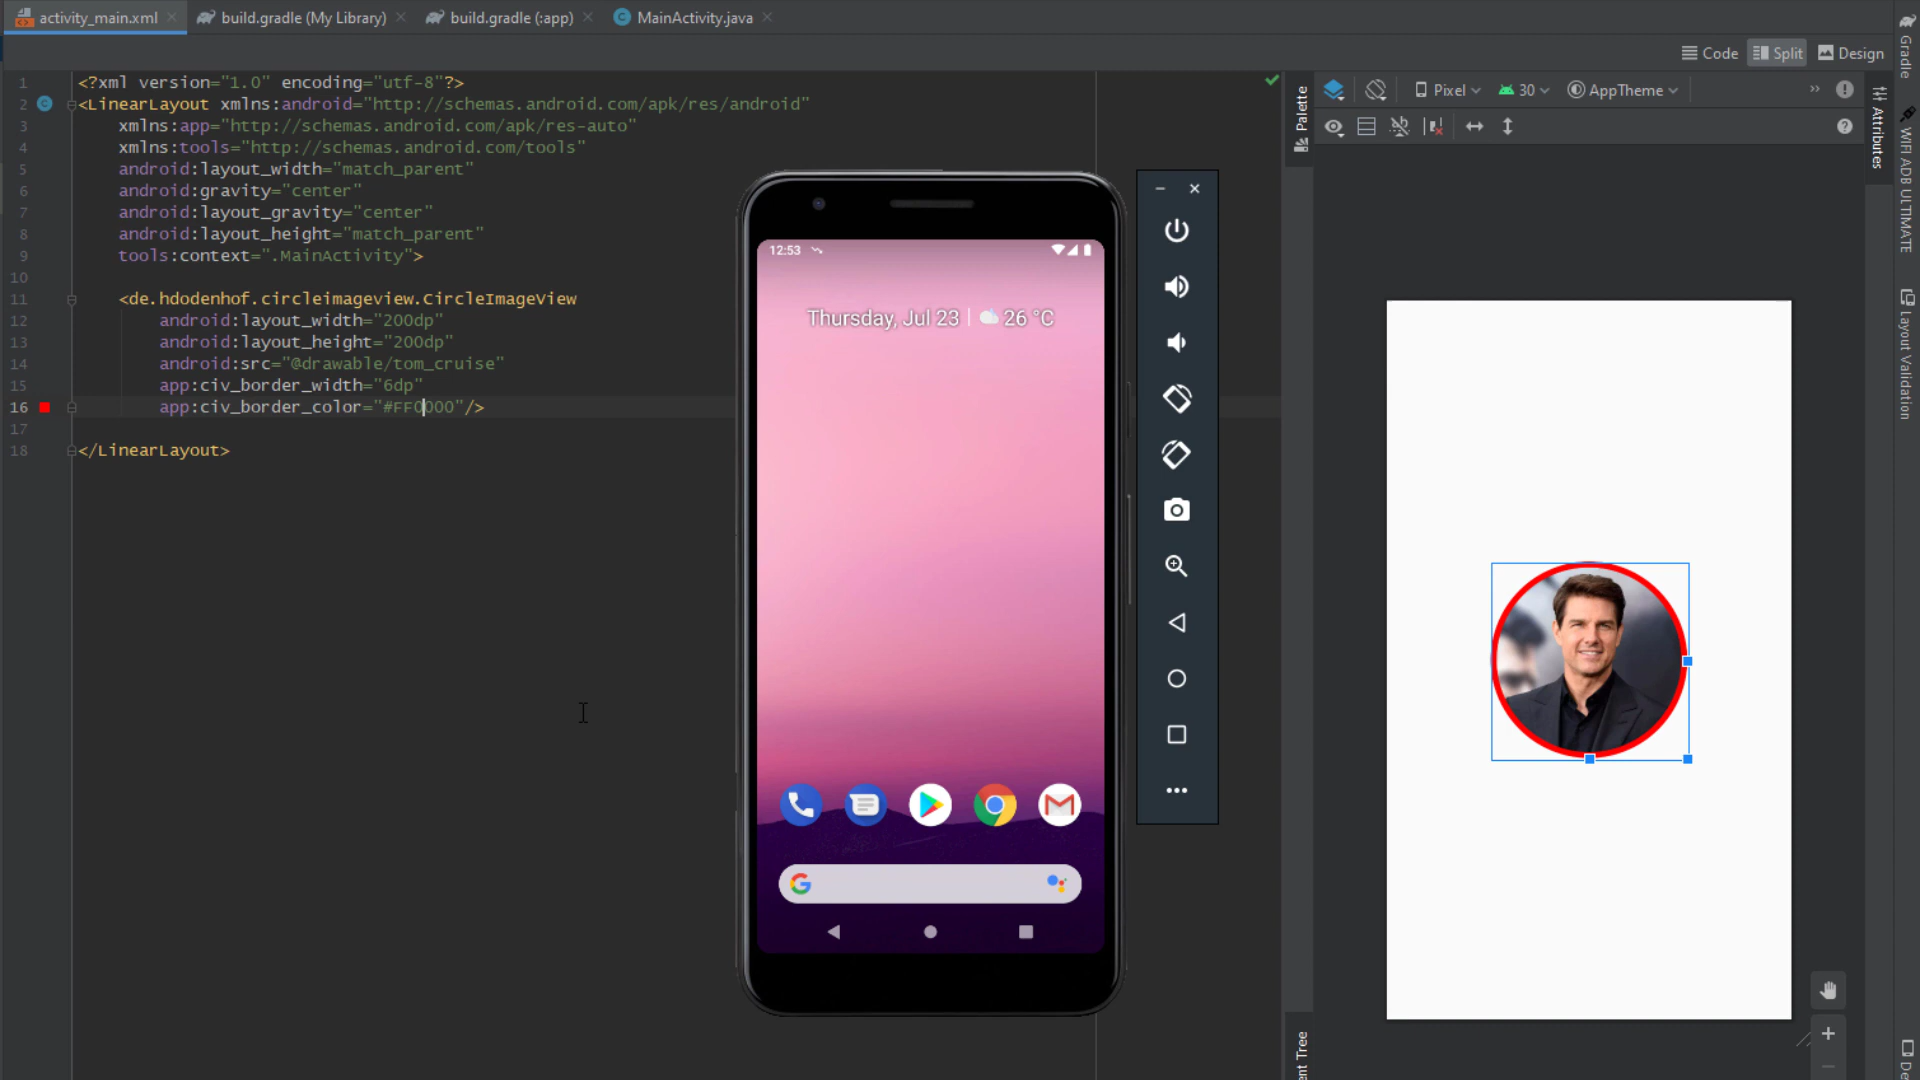 activity_main.xml
build.gradle (My Library)
build.gradle (:app)
MainActivity.java
Code
Split
Design
1 <?xml version="1.0" encoding="utf-8"?>
2 <LinearLayout xmlns:android="http://schemas.android.com/apk/res/android"
3 xmlns:app="http://schemas.android.com/apk/res-auto"
4 xmlns:tools="http://schemas.android.com/tools"
5 android:layout_width="match_parent"
6 android:gravity="center"
7 android:layout_gravity="center"
8 android:layout_height="match_parent"
9 tools:context=".MainActivity">
10
11 <de.hdodenhof.circleimageview.CircleImageView
12 android:layout_width="200dp"
13 android:layout_height="200dp"
14 android:src="@drawable/tom_cruise"
15 app:civ_border_width="6dp"
16 app:civ_border_color="#FF0000"/>
17
18 </LinearLayout>
12:53
Thursday, Jul 23 | 26 °C
Palette
Pixel
30
AppTheme
Attributes
Gradle
WIFI ADB ULTIMATE
Layout Validation
nt Tree
De